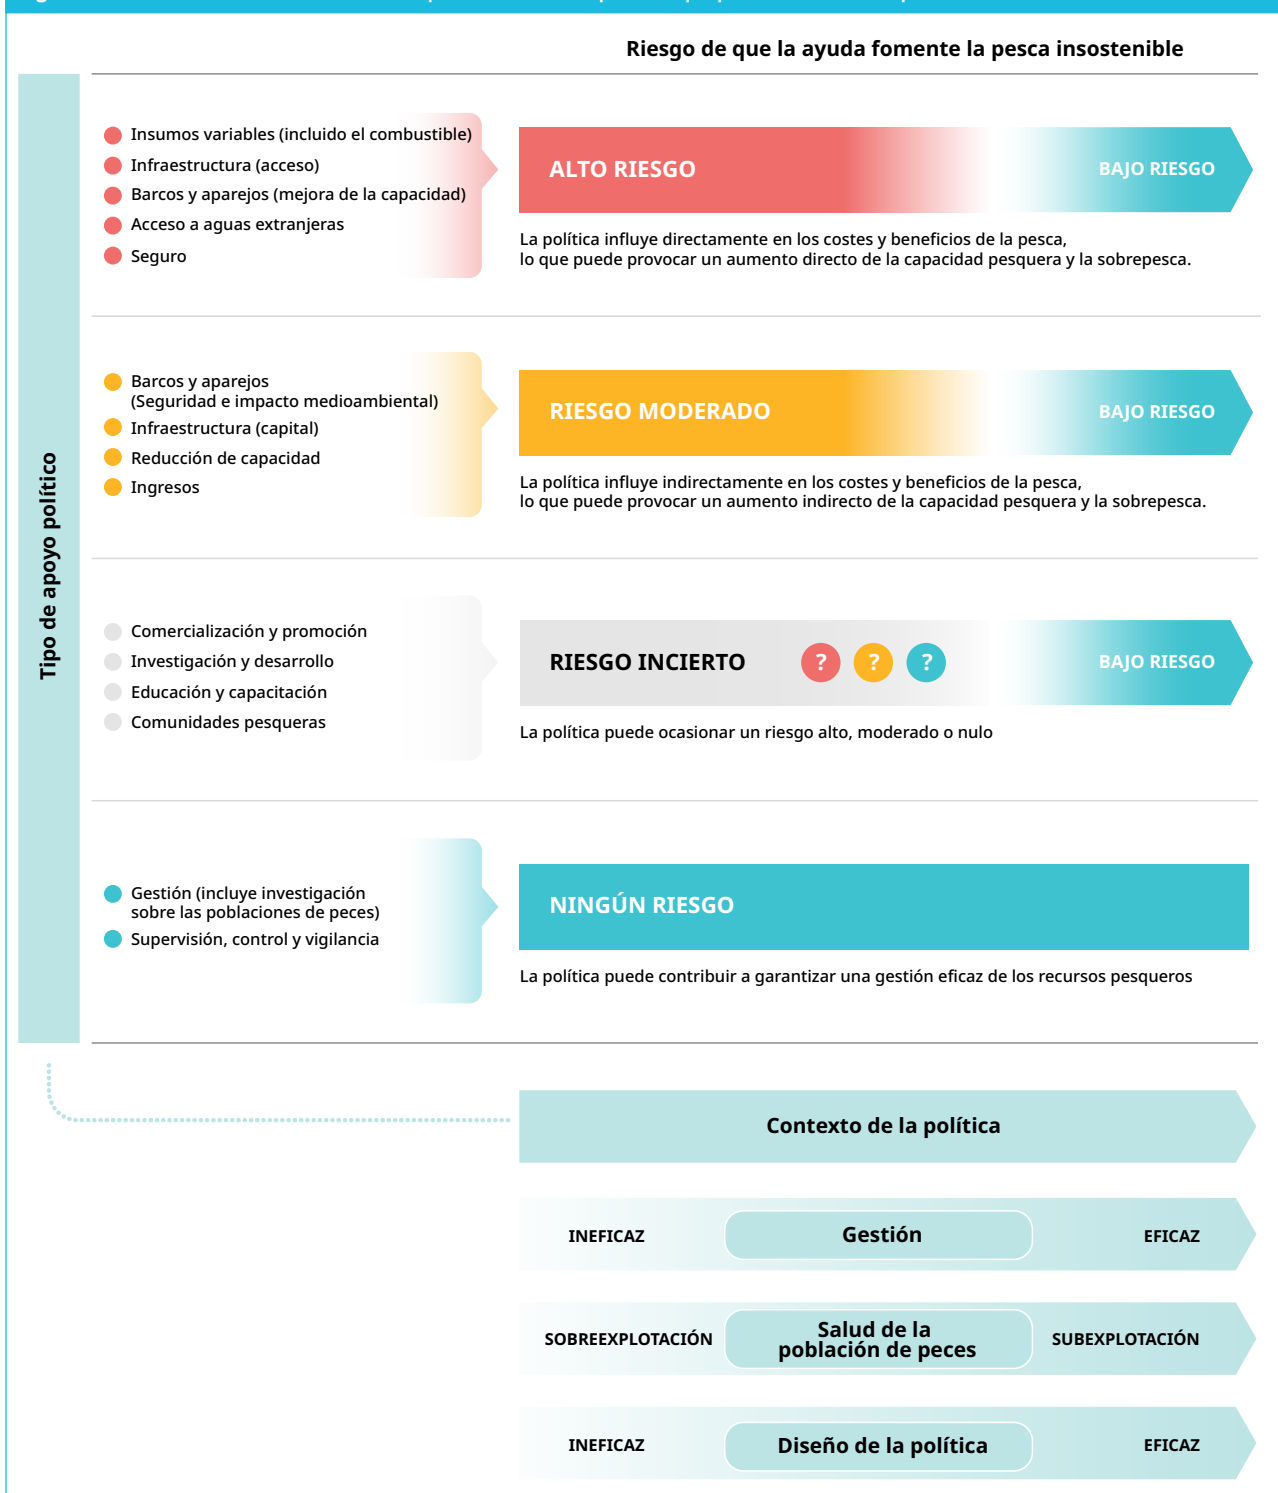 Riesgo de que la ayuda fomente la pesca insostenible
Tipo de apoyo político
Insumos variables (incluido el combustible)
Infraestructura (acceso)
Barcos y aparejos (mejora de la capacidad)
Acceso a aguas extranjeras
Seguro
ALTO RIESGO
BAJO RIESGO
La política influye directamente en los costes y beneficios de la pesca,
lo que puede provocar un aumento directo de la capacidad pesquera y la sobrepesca.
Barcos y aparejos
(Seguridad e impacto medioambiental)
Infraestructura (capital)
Reducción de capacidad
Ingresos
RIESGO MODERADO
BAJO RIESGO
La política influye indirectamente en los costes y beneficios de la pesca,
lo que puede provocar un aumento indirecto de la capacidad pesquera y la sobrepesca.
Comercialización y promoción
Investigación y desarrollo
Educación y capacitación
Comunidades pesqueras
RIESGO INCIERTO ? ? ?
BAJO RIESGO
La política puede ocasionar un riesgo alto, moderado o nulo
Gestión (incluye investigación
sobre las poblaciones de peces)
Supervisión, control y vigilancia
NINGÚN RIESGO
La política puede contribuir a garantizar una gestión eficaz de los recursos pesqueros
Contexto de la política
INEFICAZ
Gestión
EFICAZ
SOBREEXPLOTACIÓN
Salud de la
población de peces
SUBEXPLOTACIÓN
INEFICAZ
Diseño de la política
EFICAZ